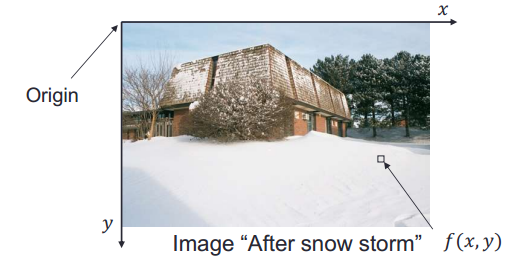 x
Origin
y
Image “After snow storm”
f(x,y)